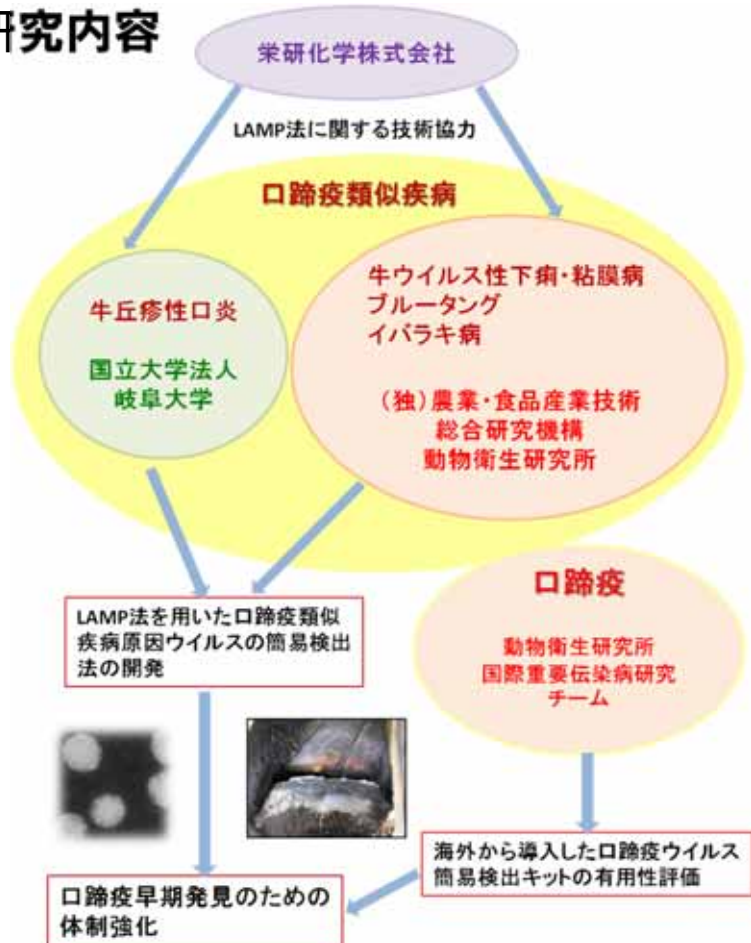 研究内容
栄研化学株式会社
LAMP法に関する技術協力
口蹄疫類似疾病
牛丘疹性口炎
国立大学法人
岐阜大学
牛ウイルス性下痢・粘膜病
ブルータング
イバラキ病
（独）農業・食品産業技術
総合研究機構
動物衛生研究所
LAMP法を用いた口蹄疫類似
疾病原因ウイルスの簡易検出
法の開発
口蹄疫
動物衛生研究所
国際重要伝染病研究
チーム
海外から導入した口蹄疫ウイルス
簡易検出キットの有用性評価
口蹄疫早期発見のための
体制強化